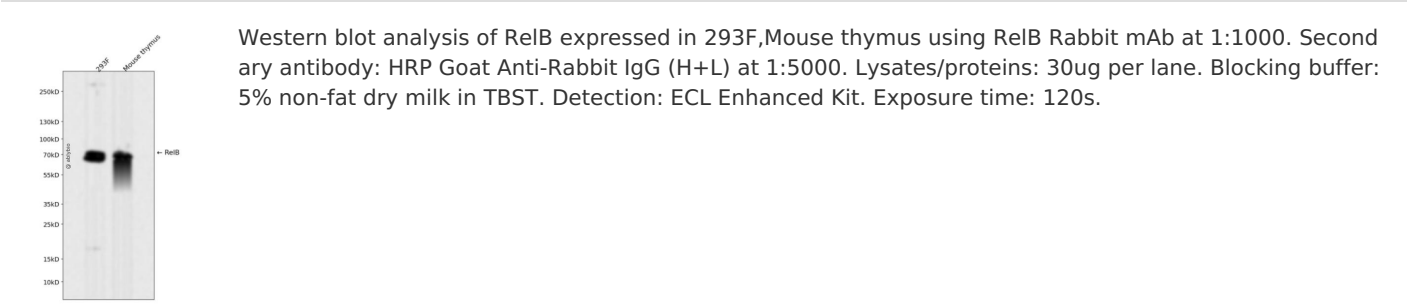 293F
Mouse thymus
250kD
130kD
100kD
70kD
55kD
35kD
25kD
15kD
10kD
@ abybio
← RelB
Western blot analysis of RelB expressed in 293F,Mouse thymus using RelB Rabbit mAb at 1:1000. Second
ary antibody: HRP Goat Anti-Rabbit IgG (H+L) at 1:5000. Lysates/proteins: 30ug per lane. Blocking buffer:
5% non-fat dry milk in TBST. Detection: ECL Enhanced Kit. Exposure time: 120s.